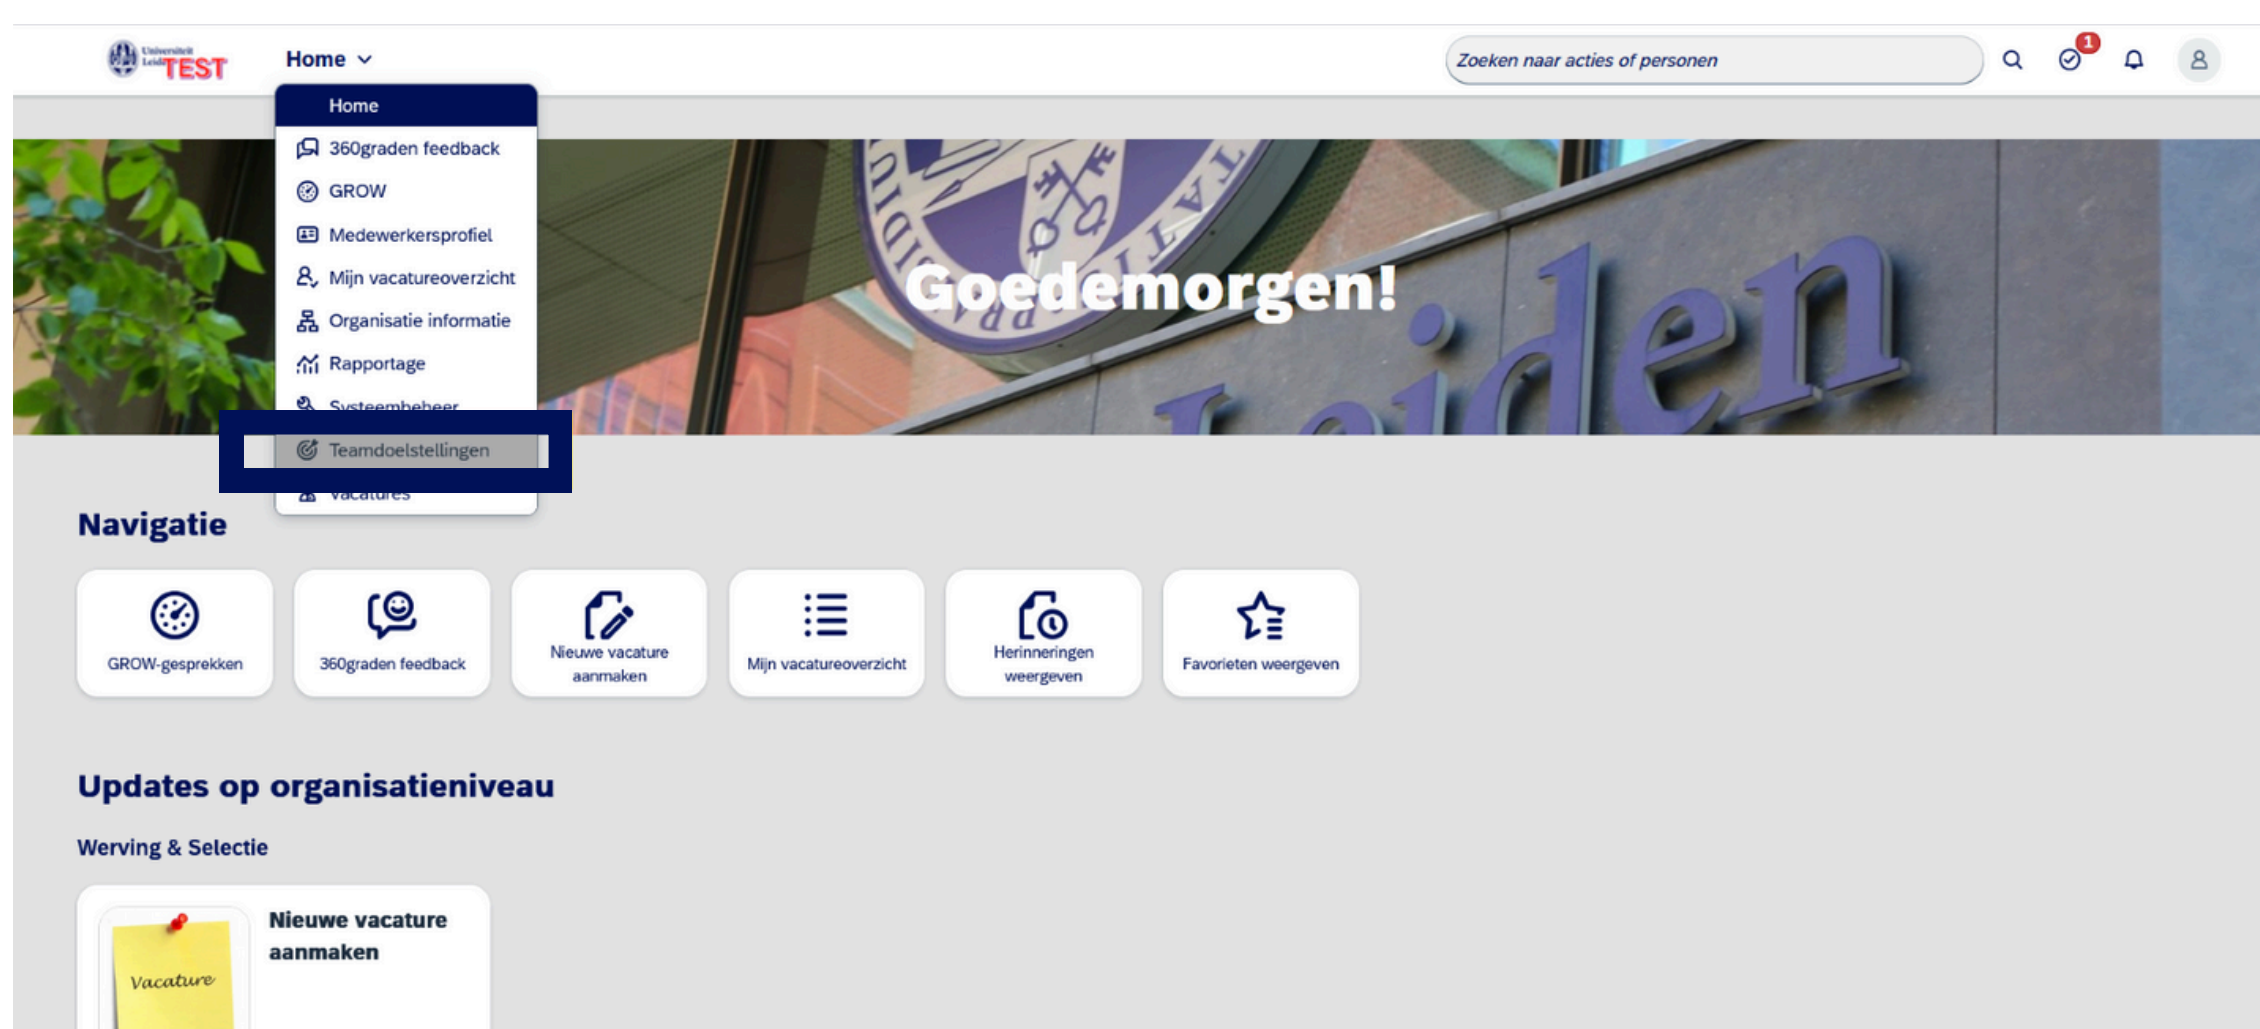 Universiteit
TEST
Home
Zoeken naar acties of personen
1
Home
360graden feedback
GROW
Medewerkersprofiel
Mijn vacatureoverzicht
Organisatie informatie
Rapportage
Systeembeheer
Teamdoelstellingen
Vacatures
Goedemorgen!
Leiden
Navigatie
GROW-gesprekken
360graden feedback
Nieuwe vacature
aanmaken
Mijn vacatureoverzicht
Herinneringen
weergeven
Favorieten weergeven
Updates op organisatieniveau
Werving & Selectie
Nieuwe vacature
aanmaken
Vacature